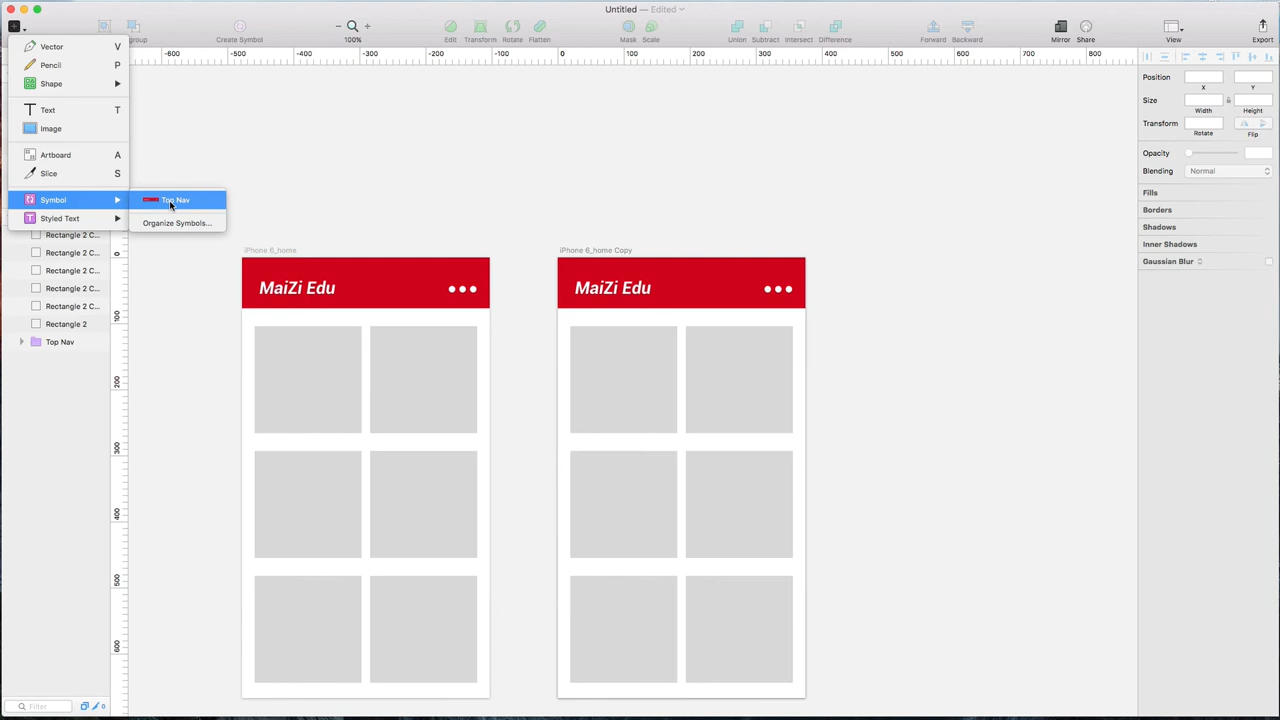 Untitled — Edited
group
Create Symbol
100%
Edit
Transform
Rotate
Flatten
Mask
Scale
Union
Subtract
Intersect
Difference
Forward
Backward
Mirror
Share
View
Export
-600
-500
-400
-300
-200
-100
0
100
200
300
400
500
600
700
800
Vector V
Pencil P
Shape
Text T
Image
Artboard A
Slice S
Symbol
Styled Text
Top Nav
Organize Symbols...
Rectangle 2 C...
Rectangle 2 C...
Rectangle 2 C...
Rectangle 2 C...
Rectangle 2 C...
Rectangle 2
Top Nav
Filter
0
0
100
200
300
400
500
600
iPhone 6_home
MaiZi Edu
iPhone 6_home Copy
MaiZi Edu
Position
X
Y
Size
Width
Height
Transform
Rotate
Flip
Opacity
Blending
Normal
Fills
Borders
Shadows
Inner Shadows
Gaussian Blur